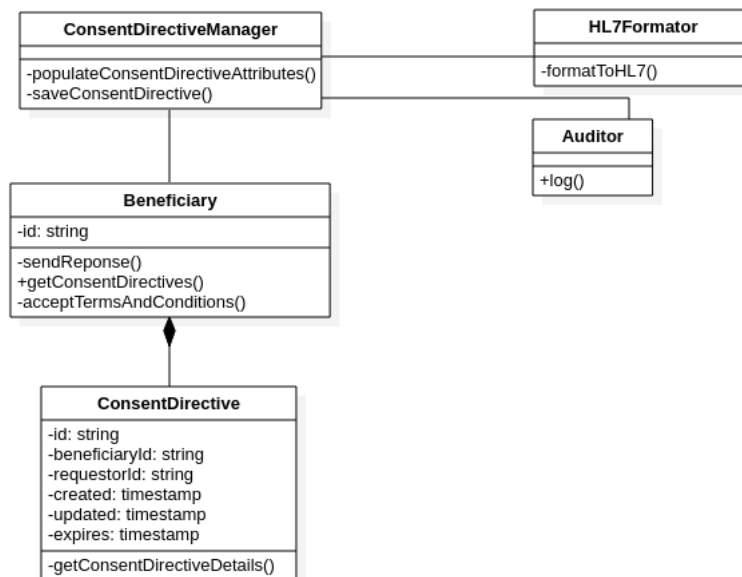 ConsentDirectiveManager
-populateConsentDirectiveAttributes()
-saveConsentDirective()
HL7Formator
-formatToHL7()
Auditor
+log()
Beneficiary
-id: string
-sendReponse()
+getConsentDirectives()
-acceptTermsAndConditions()
ConsentDirective
-id: string
-beneficiaryId: string
-requestorId: string
-created: timestamp
-updated: timestamp
-expires: timestamp
-getConsentDirectiveDetails()